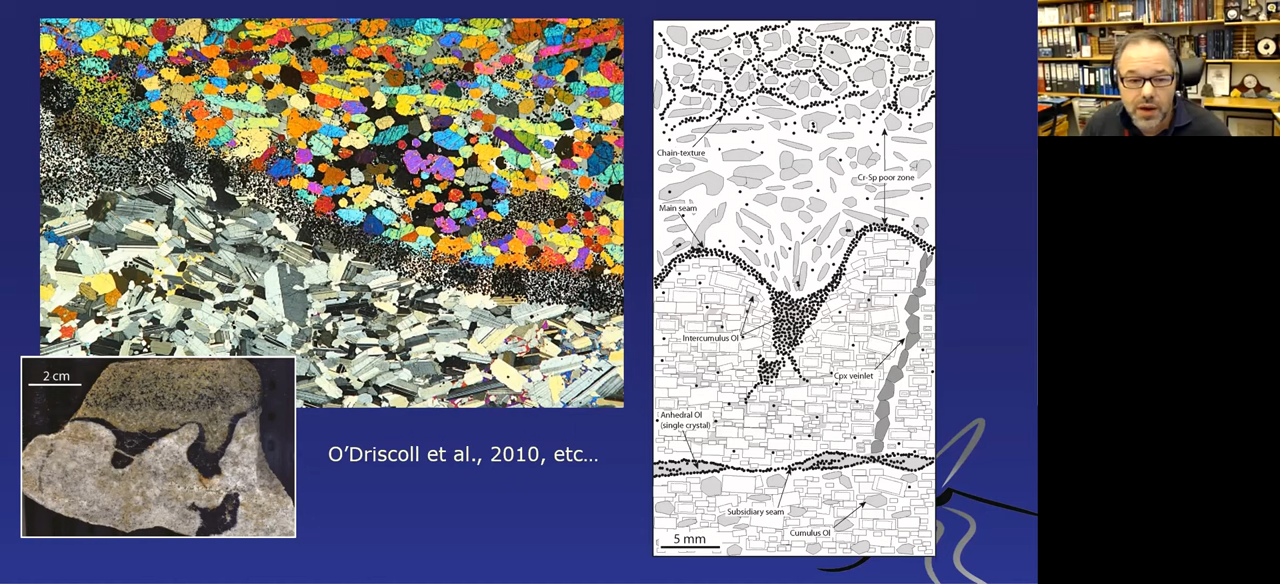 2 cm
O'Driscoll et al., 2010, etc...
Chain-texture
Cr-Sp poor zone
Main seam
Intercumulus Ol
Cpx veinlet
Anhedral Ol
(single crystal)
Subsidiary seam
Cumulus Ol
5 mm